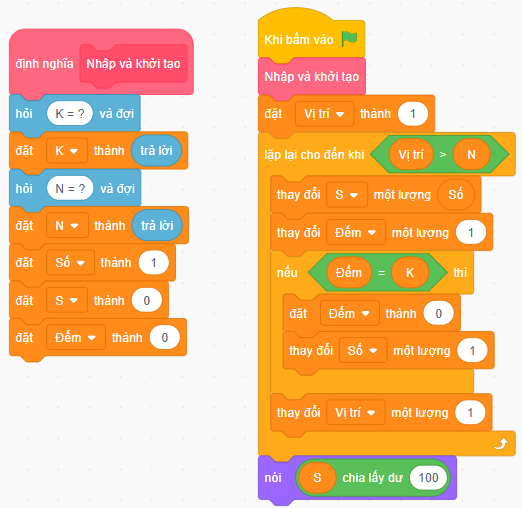 định nghĩa Nhập và khởi tạo
hỏi K = ? và đợi
đặt K thành trả lời
hỏi N = ? và đợi
đặt N thành trả lời
đặt Số thành 1
đặt S thành 0
đặt Đếm thành 0
Khi bấm vào
Nhập và khởi tạo
đặt Vị trí thành 1
lặp lại cho đến khi Vị trí > N
thay đổi S một lượng Số
thay đổi Đếm một lượng 1
nếu Đếm = K thì
đặt Đếm thành 0
thay đổi Số một lượng 1
thay đổi Vị trí một lượng 1
nói S chia lấy dư 100